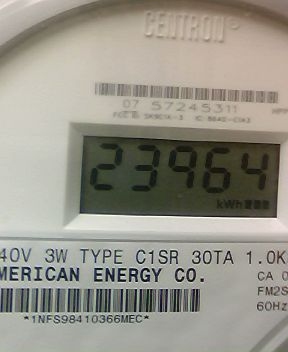 CENTRON®
07 57245311
23964
kWh
40V 3W TYPE C1SR 30TA 1.0K
MERICAN ENERGY CO.
CA 0
FM2S
60Hz
*1NFS98410366MEC*